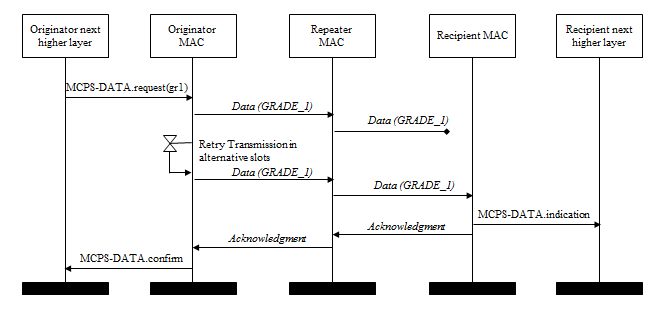 Originator next
higher layer
Originator
MAC
Repeater
MAC
Recipient MAC
Recipient next
higher layer
MCPS-DATA.request(gr1)
Data (GRADE_1)
Data (GRADE_1)
Retry Transmission in
alternative slots
Data (GRADE_1)
Data (GRADE_1)
MCPS-DATA.indication
Acknowledgment
Acknowledgment
MCPS-DATA.confirm